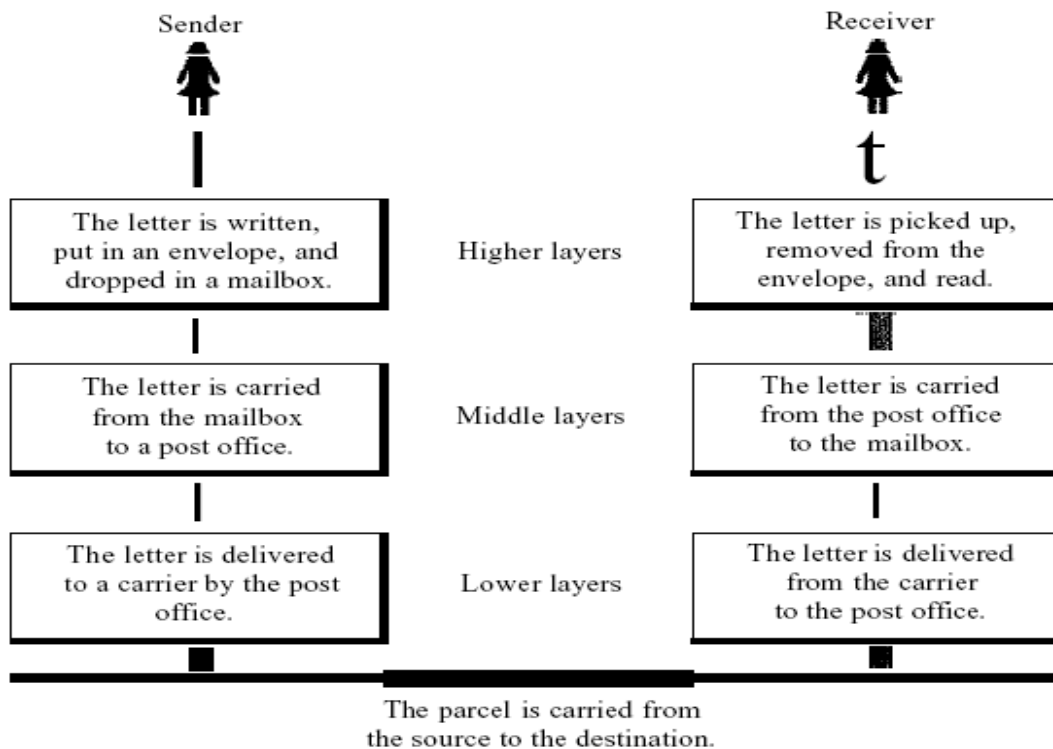 Sender
Receiver
t
The letter is written,
put in an envelope, and
dropped in a mailbox.
Higher layers
The letter is picked up,
removed from the
envelope, and read.
The letter is carried
from the mailbox
to a post office.
Middle layers
The letter is carried
from the post office
to the mailbox.
The letter is delivered
to a carrier by the post
office.
Lower layers
The letter is delivered
from the carrier
to the post office.
The parcel is carried from
the source to the destination.